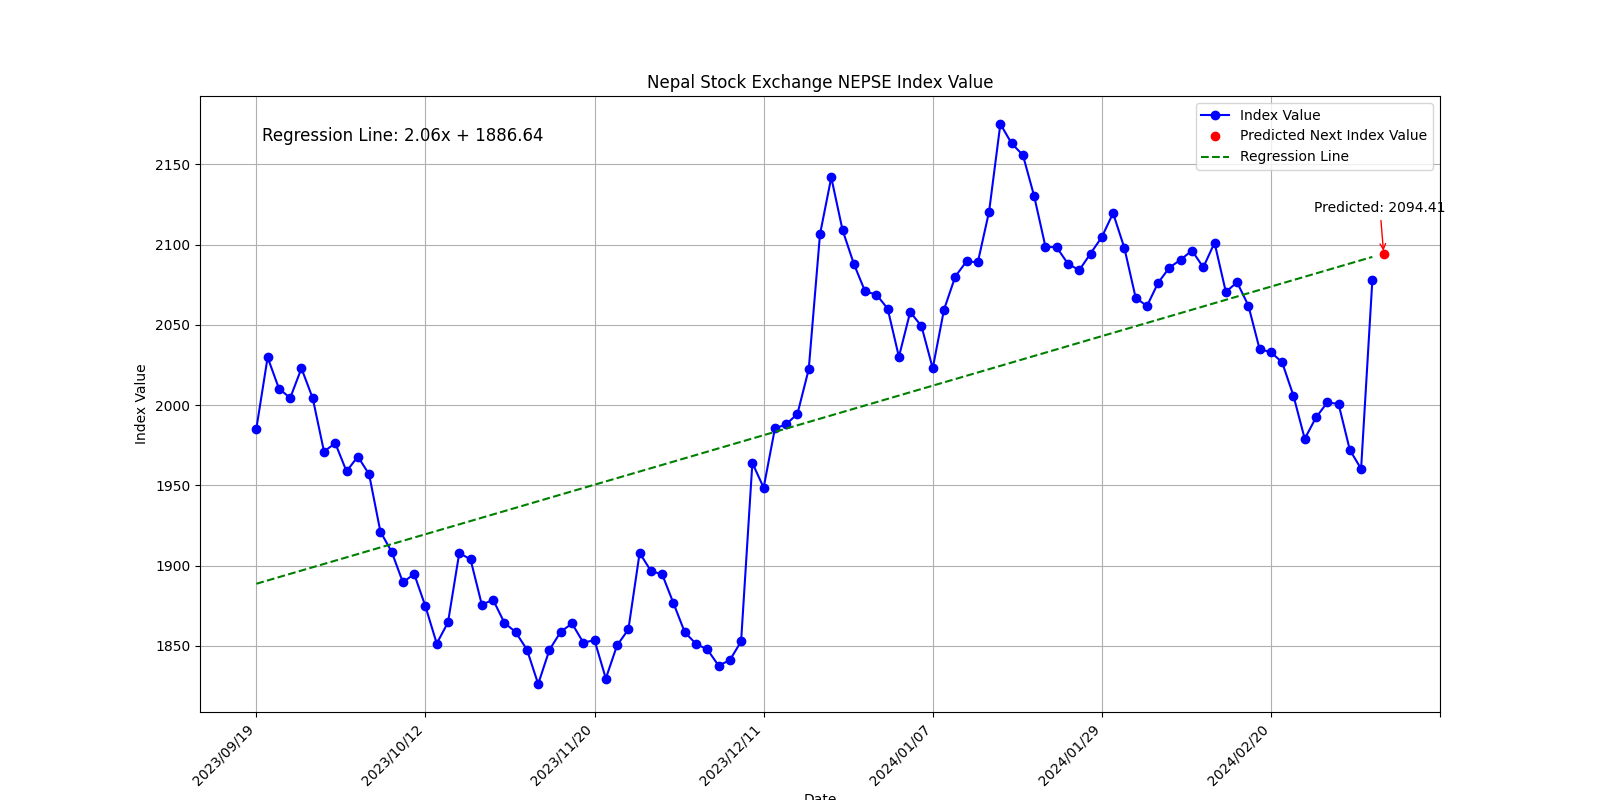 Nepal Stock Exchange NEPSE Index Value
Regression Line: 2.06x + 1886.64
Index Value
Predicted Next Index Value
Regression Line
Predicted: 2094.41
Index Value
2150
2100
2050
2000
1950
1900
1850
2023/09/19
2023/10/12
2023/11/20
2023/12/11
2024/01/07
2024/01/29
2024/02/20
Date